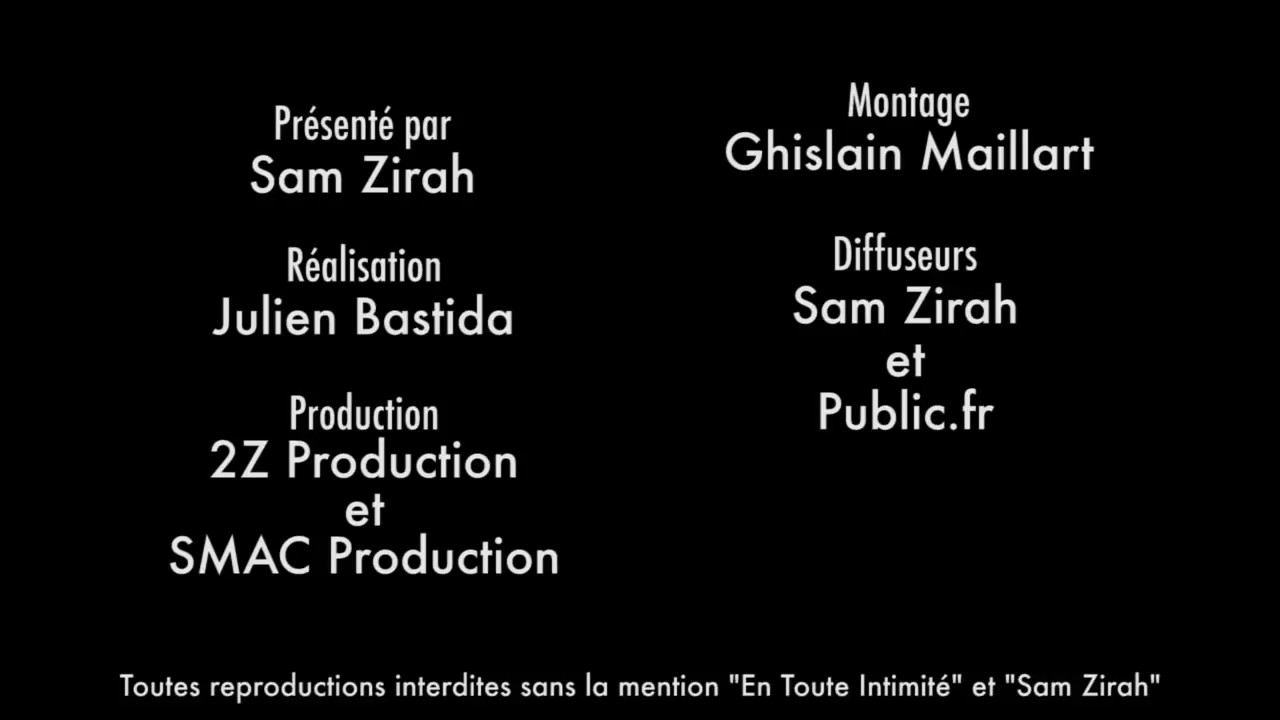 Présenté par
Sam Zirah
Réalisation
Julien Bastida
Production
2Z Production
et
SMAC Production
Montage
Ghislain Maillart
Diffuseurs
Sam Zirah
et
Public.fr
Toutes reproductions interdites sans la mention "En Toute Intimité" et "Sam Zirah"